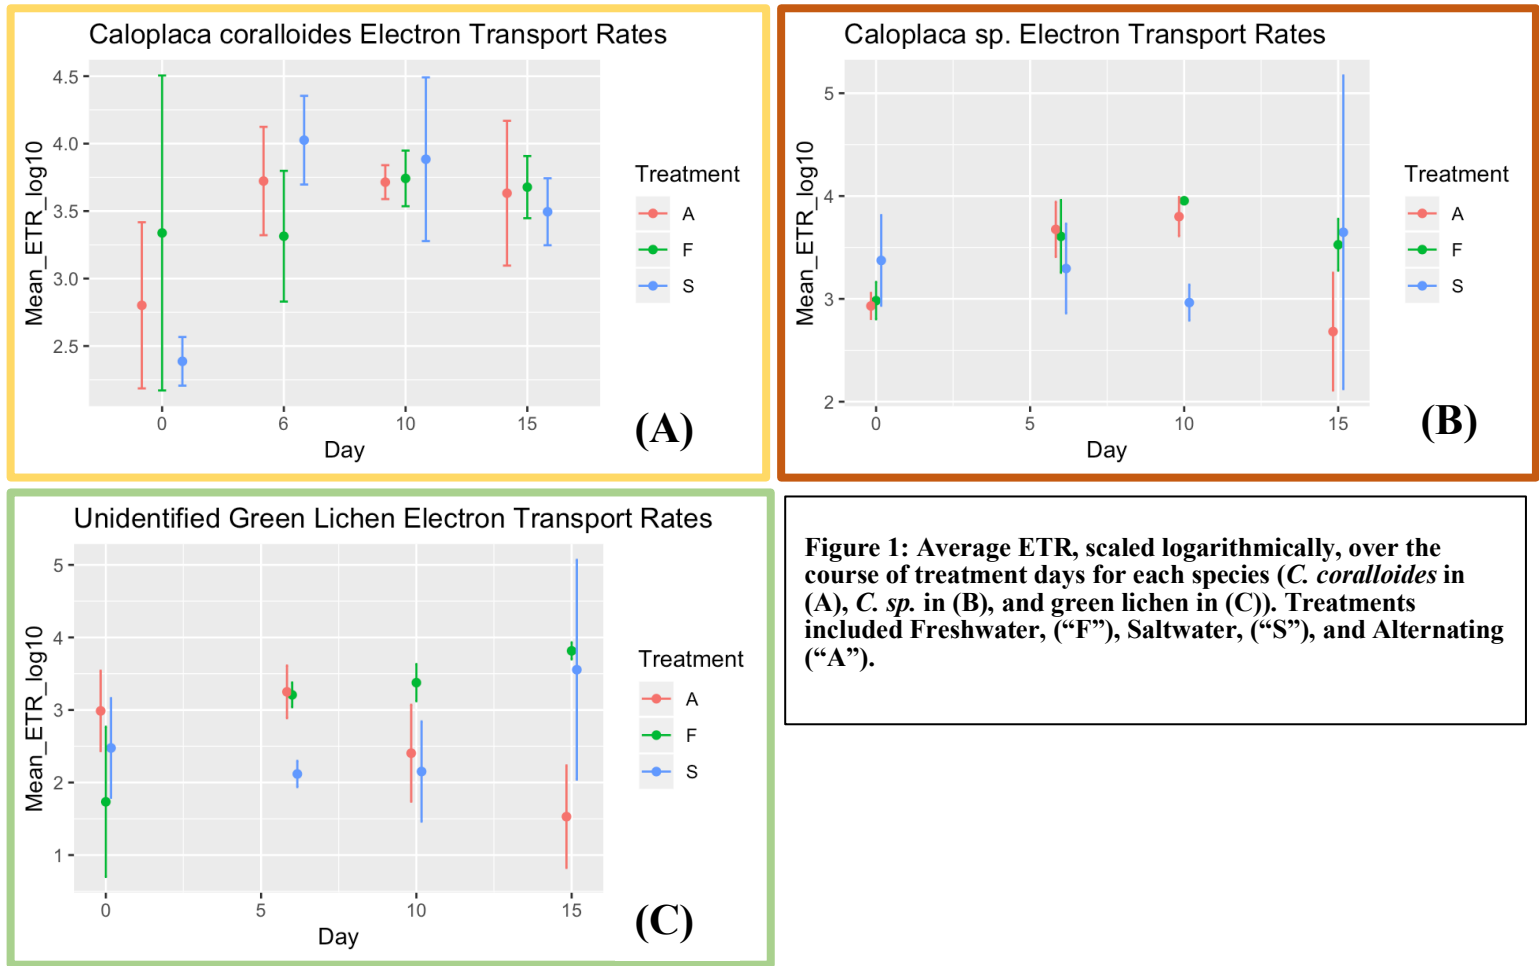 Caloplaca coralloides Electron Transport Rates
Mean_ETR_log10
4.5
4.0
3.5
3.0
2.5
0
6
10
15
Day
Treatment
A
F
S
(A)
Caloplaca sp. Electron Transport Rates
Mean_ETR_log10
5
4
3
2
0
5
10
15
Day
Treatment
A
F
S
(B)
Unidentified Green Lichen Electron Transport Rates
Mean_ETR_log10
5
4
3
2
1
0
5
10
15
Day
Treatment
A
F
S
(C)
Figure 1: Average ETR, scaled logarithmically, over the
course of treatment days for each species (C. coralloides in
(A), C. sp. in (B), and green lichen in (C)). Treatments
included Freshwater, (“F”), Saltwater, (“S”), and Alternating
(“A”).